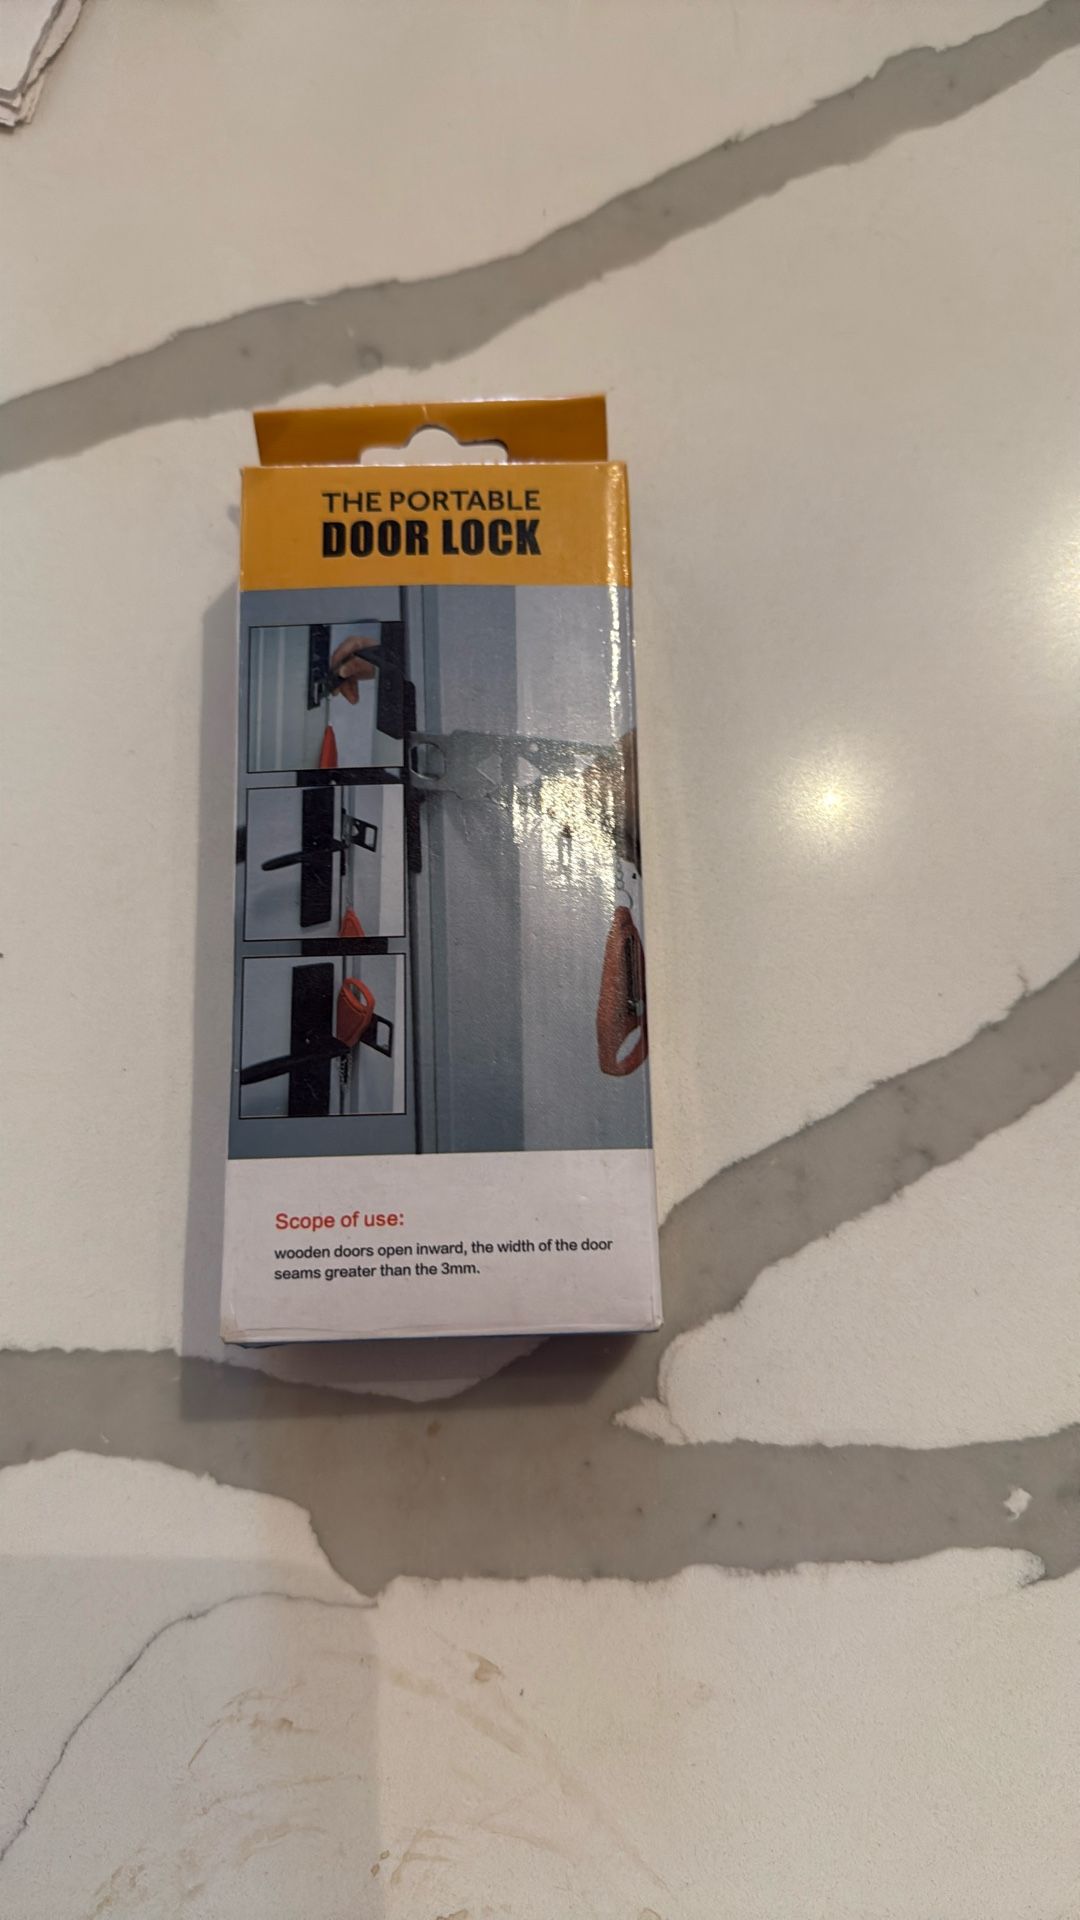 THE PORTABLE
DOOR LOCK
Scope of use:
wooden doors open inward, the width of the door
seams greater than the 3mm.